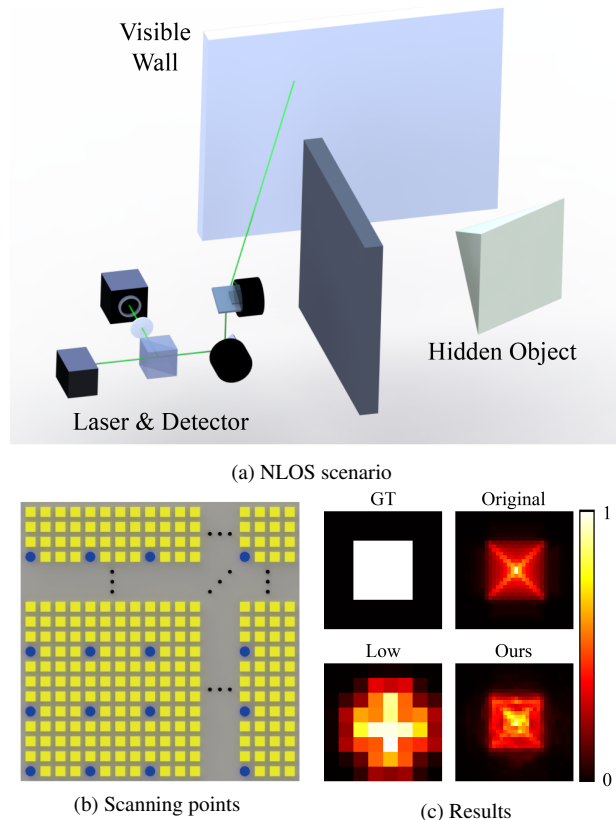 Visible
Wall
Hidden Object
Laser & Detector
(a) NLOS scenario
GT
Original
1
Low
Ours
0
(b) Scanning points
(c) Results